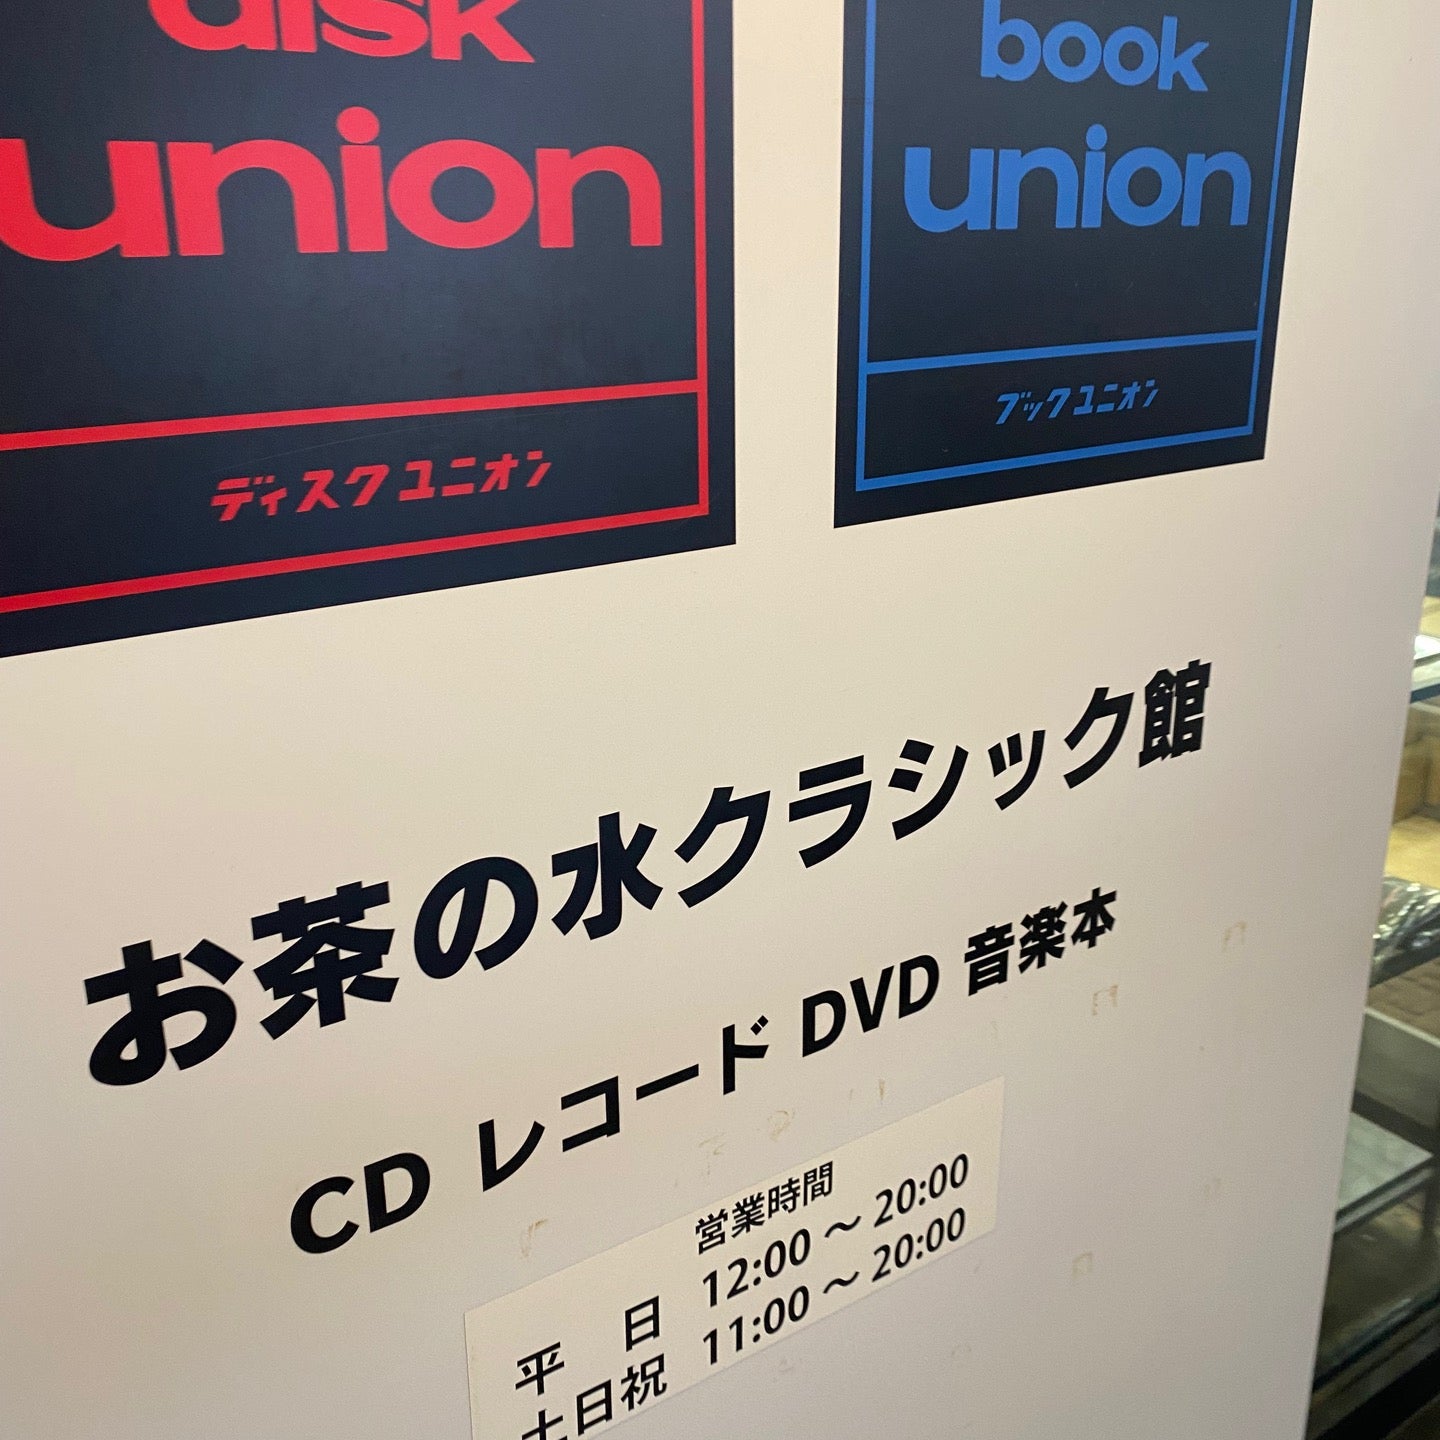 disk
union
ディスクユニオン
book
union
ブックユニオン
お茶の水クラシック館
CD レコード DVD 音楽本
営業時間
平　日 12:00 ～ 20:00
土日祝 11:00 ～ 20:00